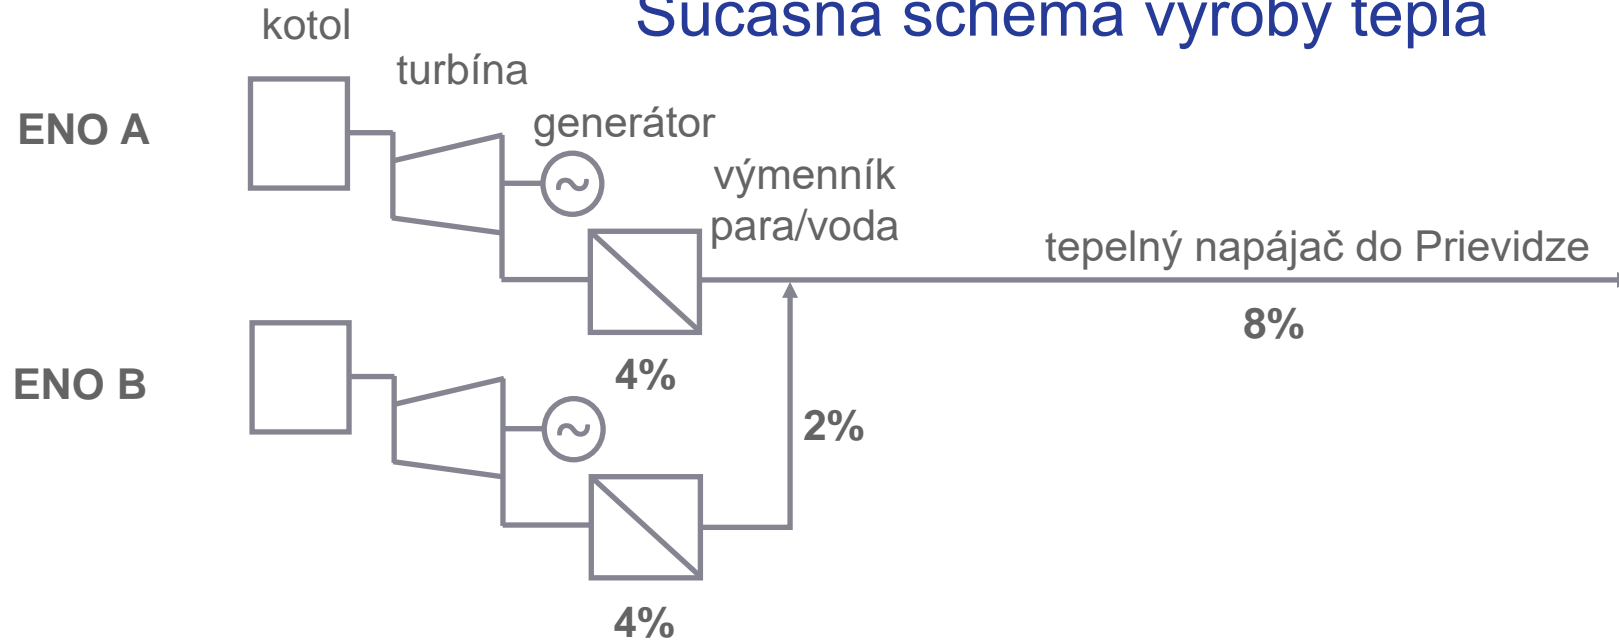 Súčasná schéma výroby tepla
kotol
turbína
ENO A
generátor
výmenník
para/voda
tepelný napájač do Prievidze
8%
4%
ENO B
2%
4%